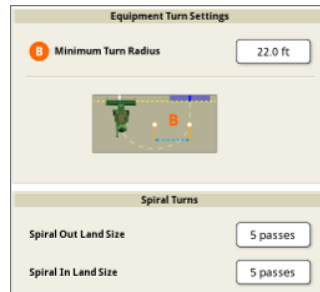 Equipment Turn Settings
B Minimum Turn Radius 22.0 ft
B
Spiral Turns
Spiral Out Land Size 5 passes
Spiral In Land Size 5 passes